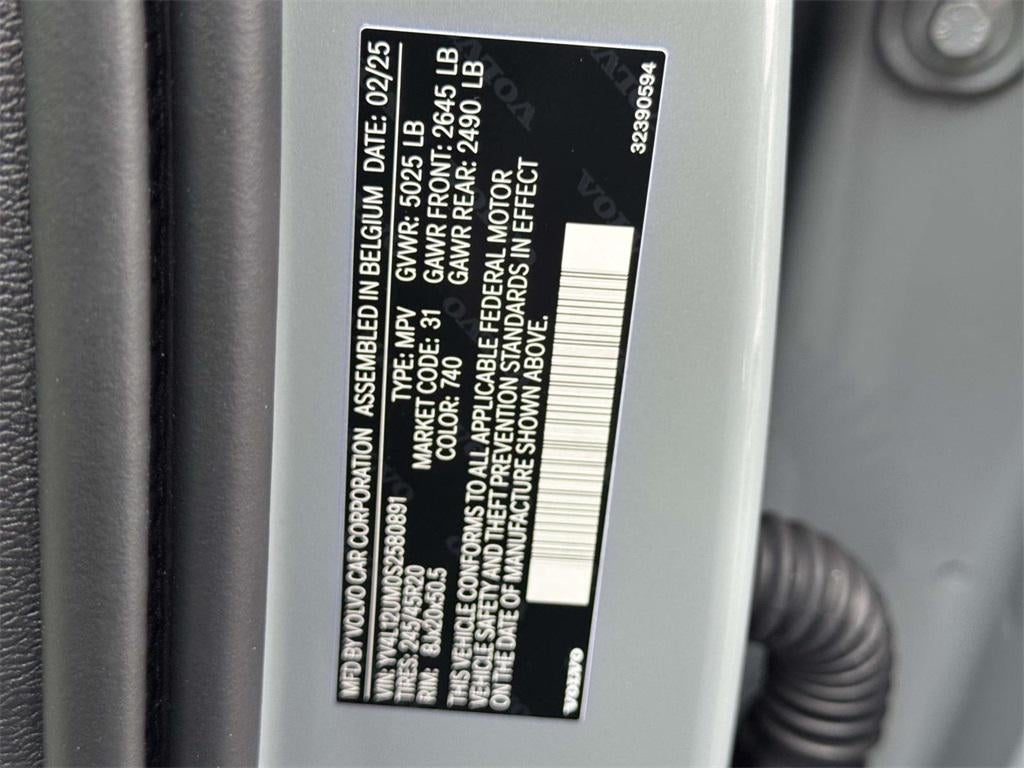 MFD BY VOLVO CAR CORPORATION ASSEMBLED IN BELGIUM DATE: 02/25
VIN: YV4L12UM0S2580891 TYPE: MPV GVWR: 5025 LB
TIRES: 245/45R20 MARKET CODE: 31 GAWR FRONT: 2645 LB
RIM: 8Jx20x50.5 COLOR: 740 GAWR REAR: 2490 LB
THIS VEHICLE CONFORMS TO ALL APPLICABLE FEDERAL MOTOR
VEHICLE SAFETY AND THEFT PREVENTION STANDARDS IN EFFECT
ON THE DATE OF MANUFACTURE SHOWN ABOVE.
VOLVO 32390594